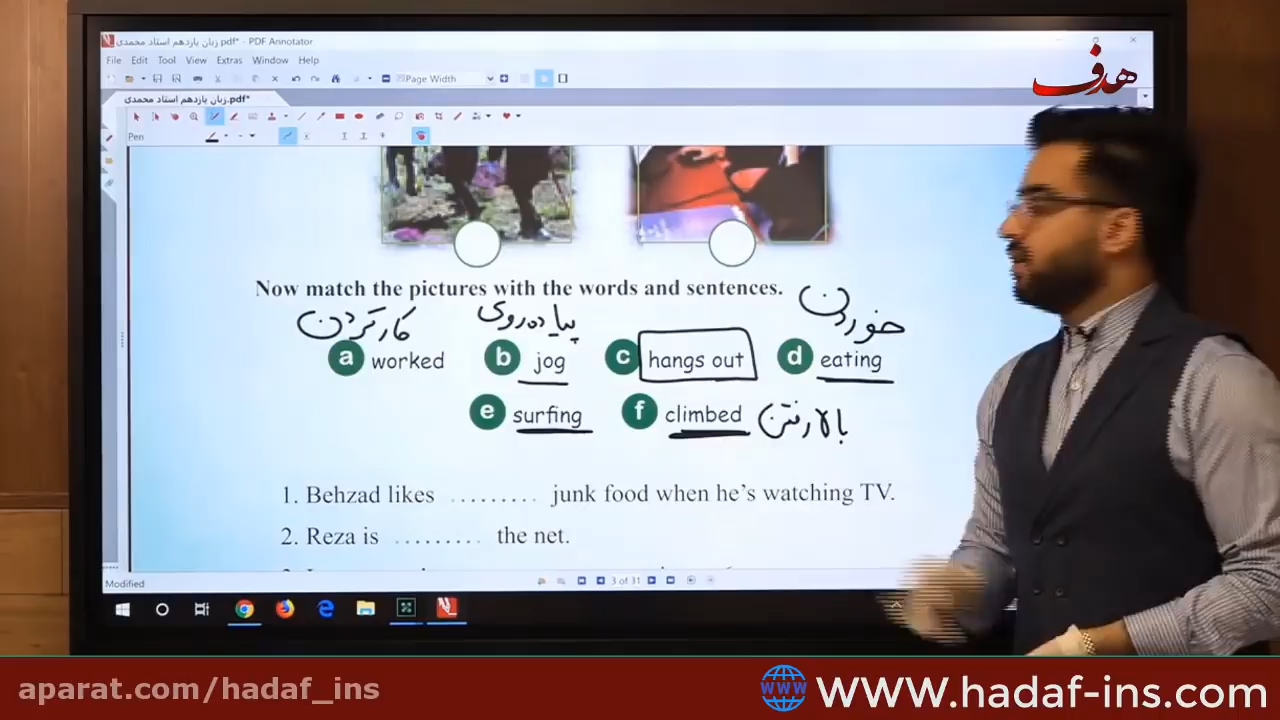 زبان یازدهم استاد محمدی pdf* - PDF Annotator
هدف
File Edit Tool View Extras Window Help
Page Width
زبان یازدهم استاد محمدی.pdf*
Pen
Now match the pictures with the words and sentences.
کار کردن پیاده روی خوردن
a worked b jog c hangs out d eating
e surfing f climbed بالا رفتن
1. Behzad likes ......... junk food when he's watching TV.
2. Reza is ......... the net.
Modified
3 of 31
aparat.com/hadaf_ins
WWW
WWW.hadaf-ins.com